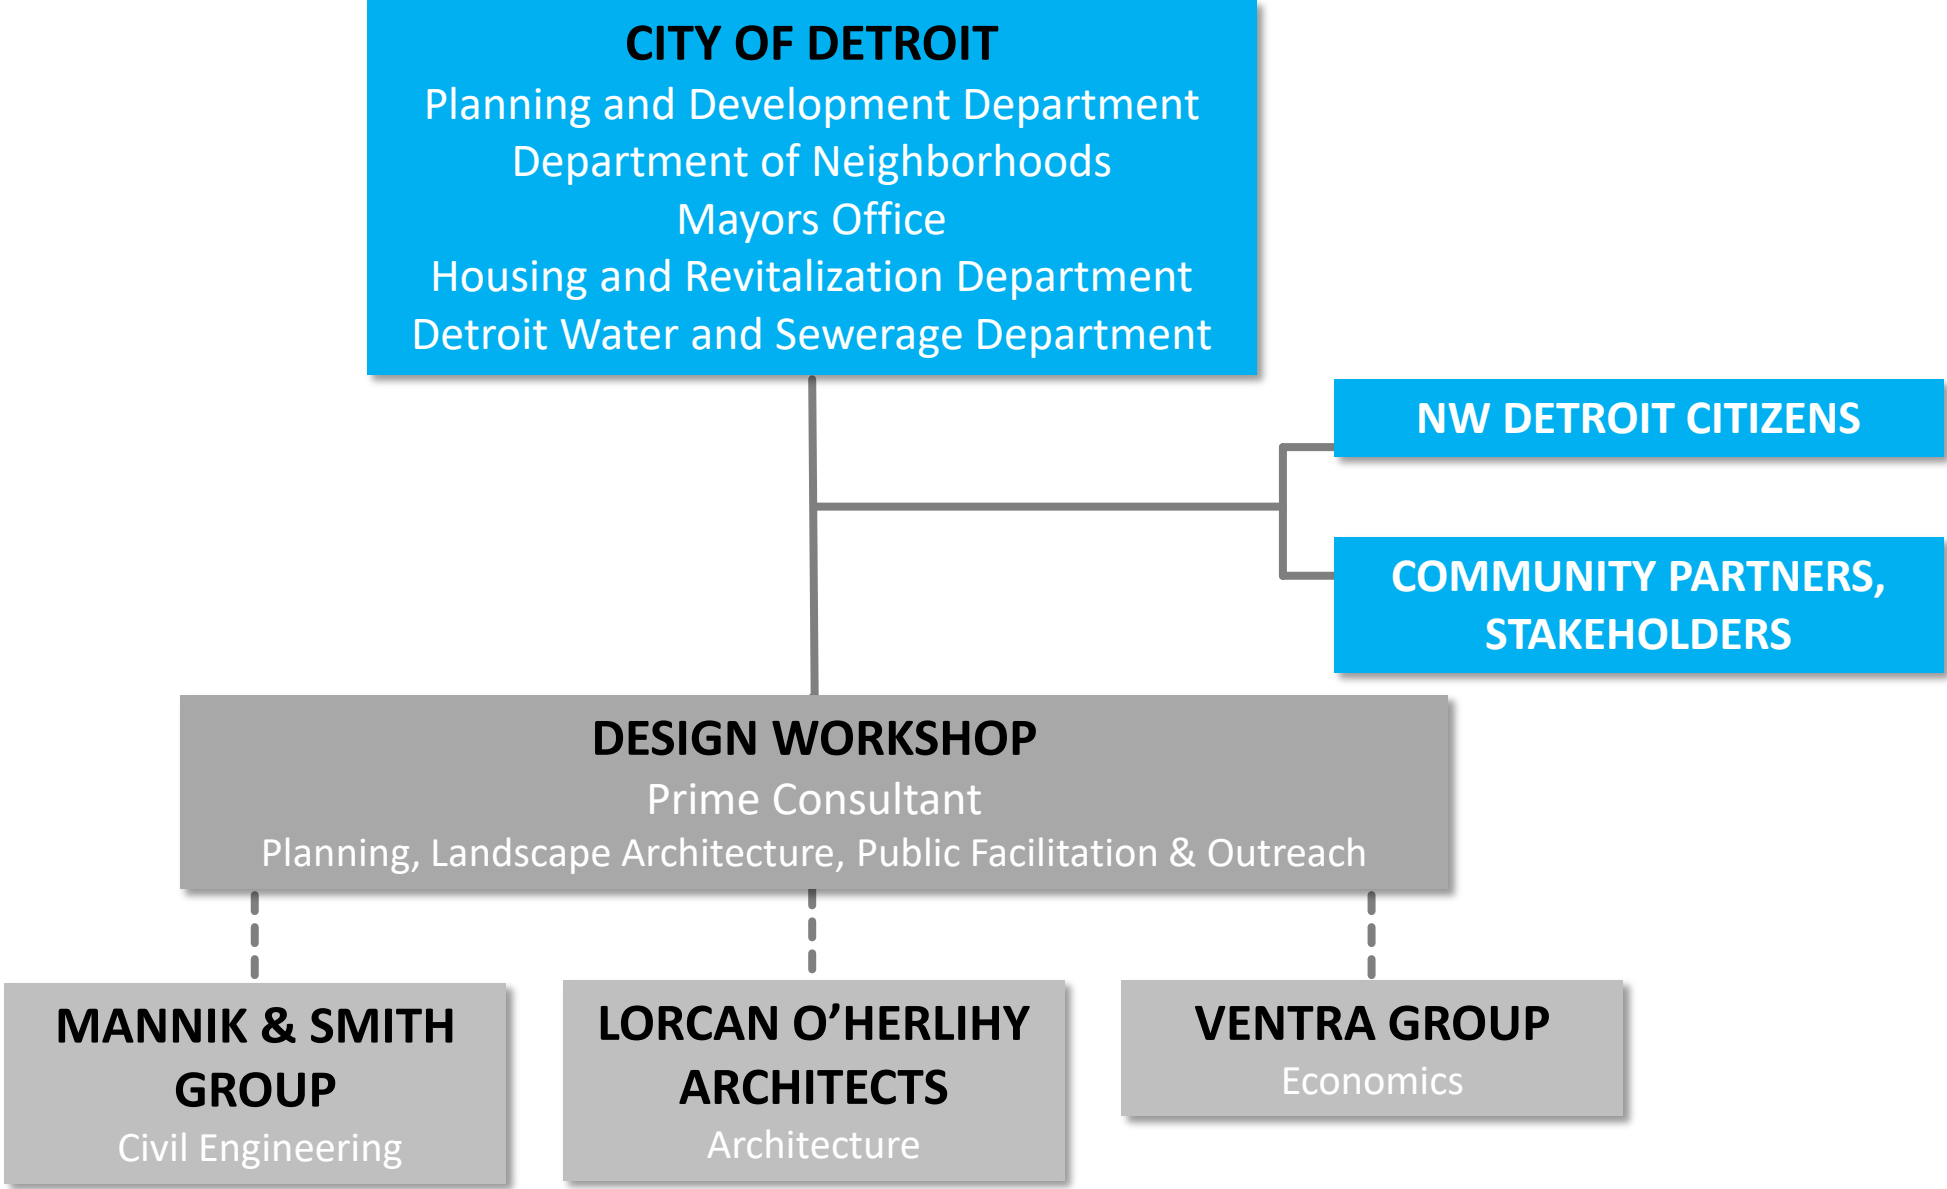 CITY OF DETROIT
Planning and Development Department
Department of Neighborhoods
Mayors Office
Housing and Revitalization Department
Detroit Water and Sewerage Department
NW DETROIT CITIZENS
COMMUNITY PARTNERS,
STAKEHOLDERS
DESIGN WORKSHOP
Prime Consultant
Planning, Landscape Architecture, Public Facilitation & Outreach
MANNIK & SMITH
GROUP
Civil Engineering
LORCAN O’HERLIHY
ARCHITECTS
Architecture
VENTRA GROUP
Economics